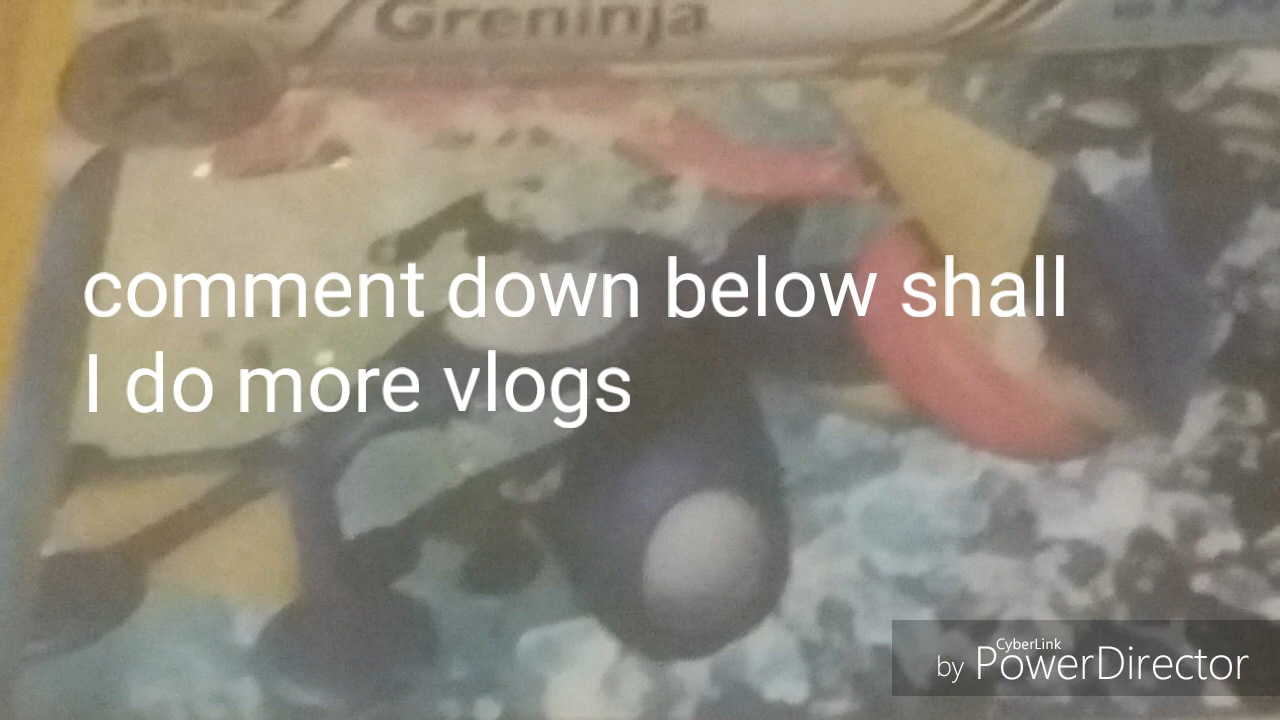 Greninja
comment down below shall
I do more vlogs
CyberLink
by PowerDirector